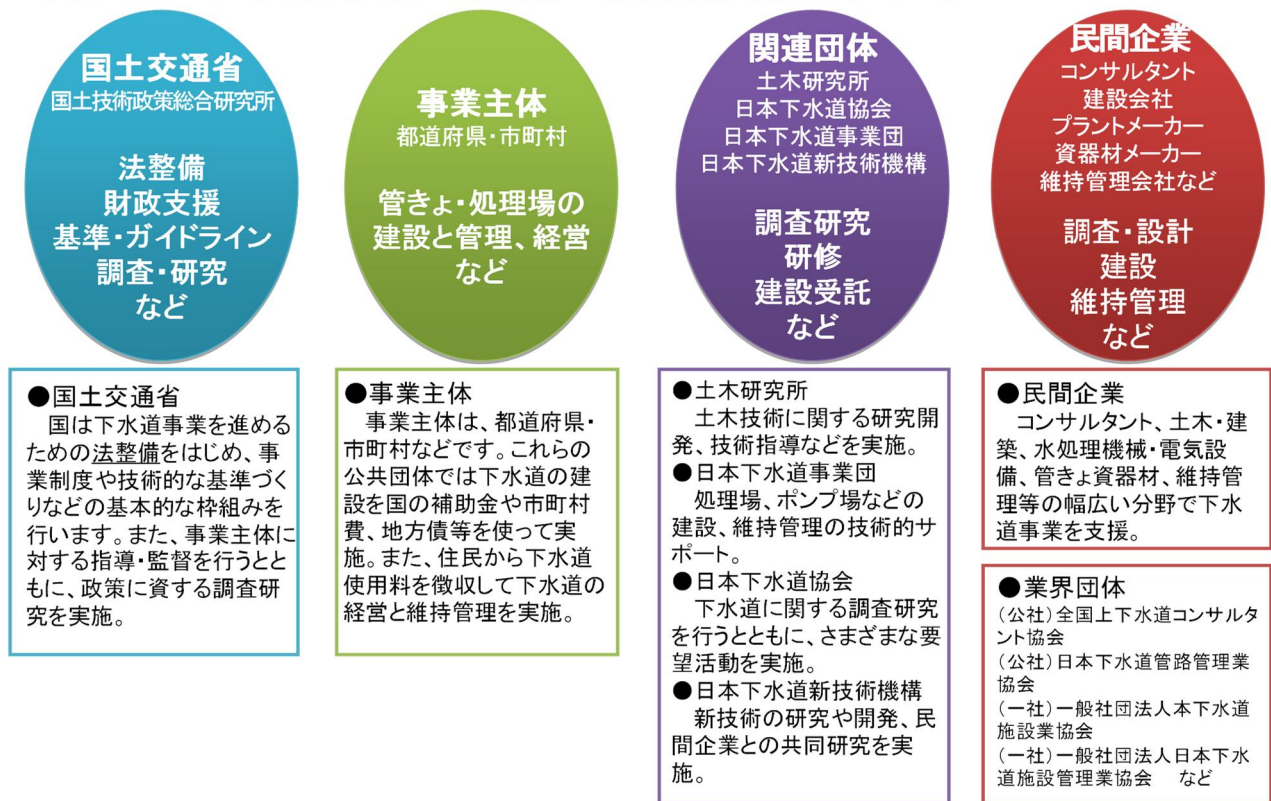 国土交通省
国土技術政策総合研究所
法整備
財政支援
基準・ガイドライン
調査・研究
など
事業主体
都道府県・市町村
管きょ・処理場の
建設と管理、経営
など
関連団体
土木研究所
日本下水道協会
日本下水道事業団
日本下水道新技術機構
調査研究
研修
建設受託
など
民間企業
コンサルタント
建設会社
プラントメーカー
資器材メーカー
維持管理会社など
調査・設計
建設
維持管理
など
●国土交通省
国は下水道事業を進める
ための法整備をはじめ、事
業制度や技術的な基準づく
りなどの基本的な枠組みを
行います。また、事業主体に
対する指導・監督を行うとと
もに、政策に資する調査研
究を実施。
●事業主体
事業主体は、都道府県・
市町村などです。これらの
公共団体では下水道の建
設を国の補助金や市町村
費、地方債等を使って実
施。また、住民から下水道
使用料を徴収して下水道の
経営と維持管理を実施。
●土木研究所
土木技術に関する研究開
発、技術指導などを実施。
●日本下水道事業団
処理場、ポンプ場などの
建設、維持管理の技術的サ
ポート。
●日本下水道協会
下水道に関する調査研究
を行うとともに、さまざまな要
望活動を実施。
●日本下水道新技術機構
新技術の研究や開発、民
間企業との共同研究を実
施。
●民間企業
コンサルタント、土木・建
築、水処理機械・電気設
備、管きょ資器材、維持管
理等の幅広い分野で下水
道事業を支援。
●業界団体
(公社)全国上下水道コンサルタ
ント協会
(公社)日本下水道管路管理業
協会
(一社)一般社団法人本下水道
施設業協会
(一社)一般社団法人日本下水
道施設管理業協会 など